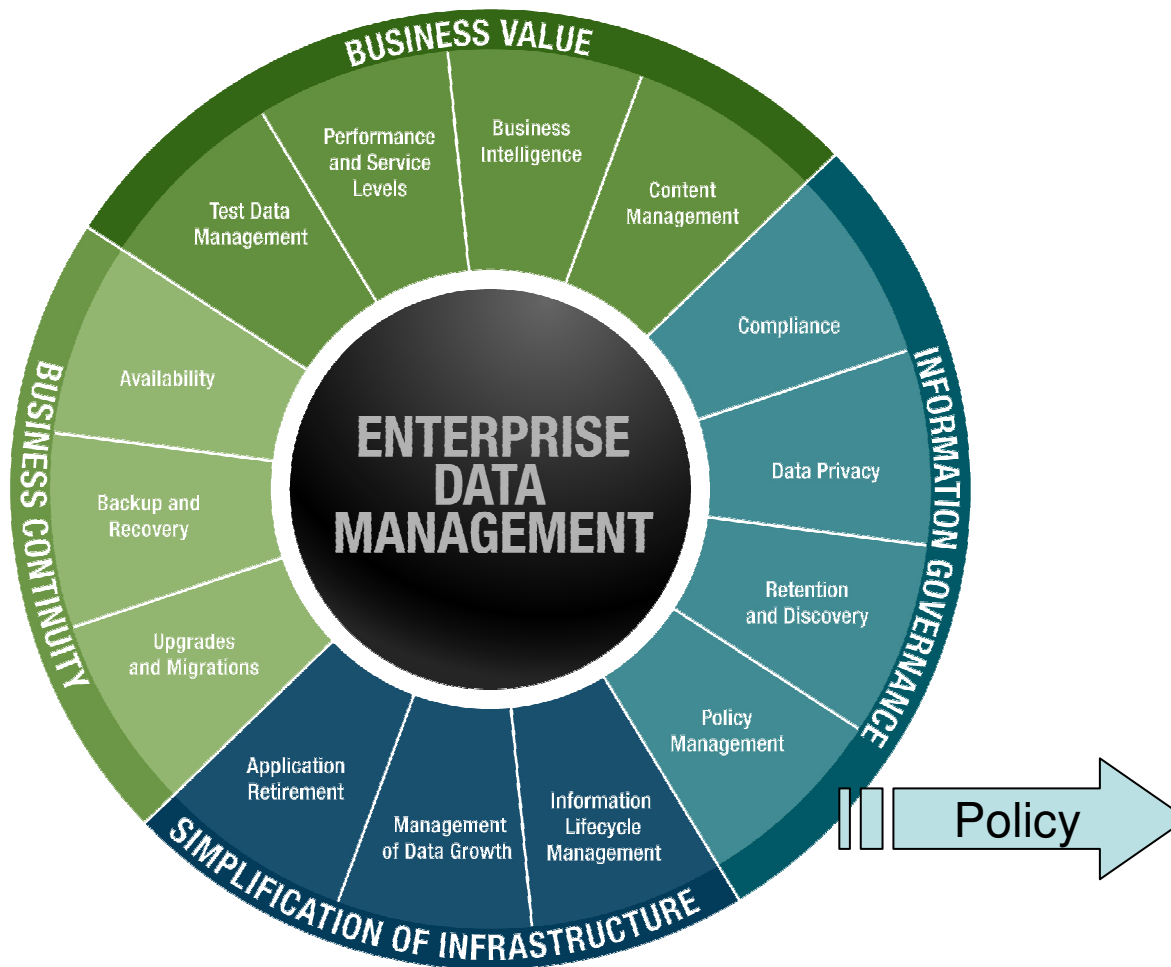 BUSINESS VALUE
Test Data
Management
Performance
and Service
Levels
Business
Intelligence
Content
Management
INFORMATION GOVERNANCE
Compliance
Data Privacy
Retention
and Discovery
Policy
Management
SIMPLIFICATION OF INFRASTRUCTURE
Information
Lifecycle
Management
Management
of Data Growth
Application
Retirement
BUSINESS CONTINUITY
Upgrades
and Migrations
Backup and
Recovery
Availability
ENTERPRISE
DATA
MANAGEMENT
Policy